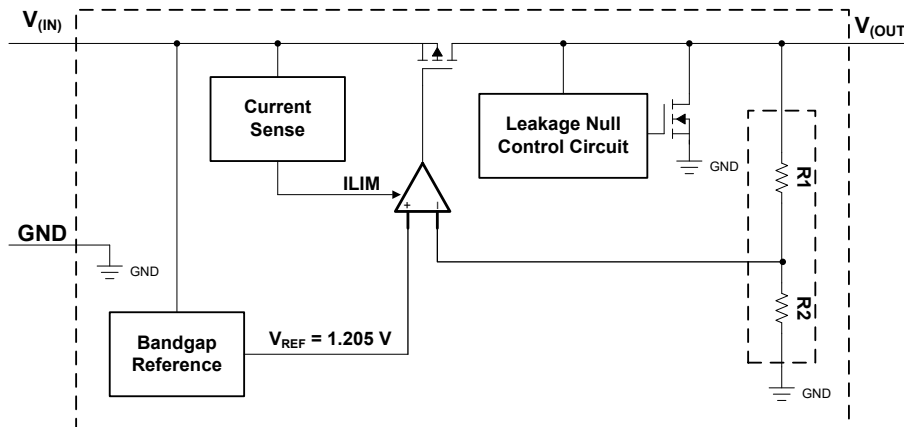 V(IN)
V(OUT
Current
Sense
Leakage Null
Control Circuit
GND
R1
ILIM
+
–
GND
GND
R2
Bandgap
Reference
VREF = 1.205 V
GND